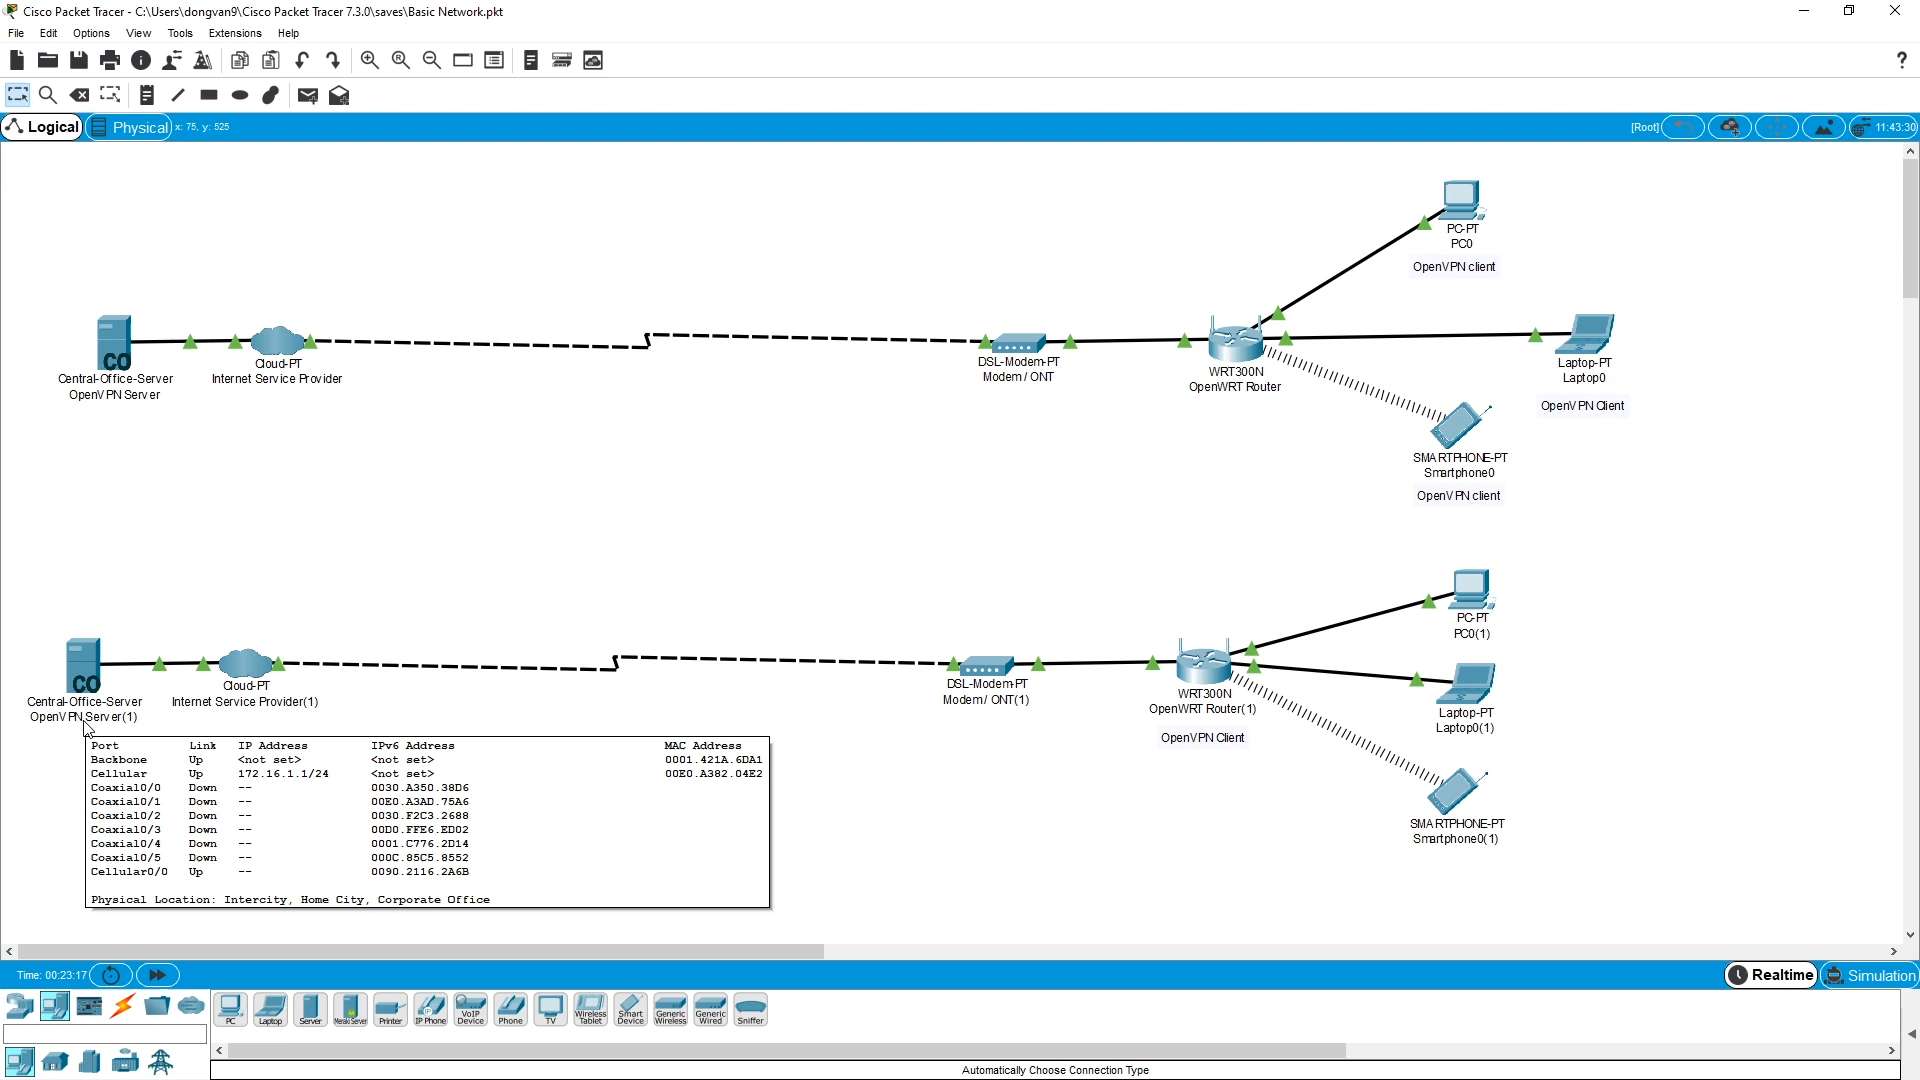 Cisco Packet Tracer - C:\Users\dongvan9\Cisco Packet Tracer 7.3.0\saves\Basic Network.pkt
File Edit Options View Tools Extensions Help
Logical Physical x: 75, y: 525 [Root] 11:43:30
PC-PT
PC0
OpenVPN client
CO
Central-Office-Server
OpenVPN Server
Cloud-PT
Internet Service Provider
DSL-Modem-PT
Modem / ONT
WRT300N
OpenWRT Router
Laptop-PT
Laptop0
OpenVPN Client
SMARTPHONE-PT
Smartphone0
OpenVPN client
PC-PT
PC0(1)
CO
Central-Office-Server
OpenVPN Server(1)
Cloud-PT
Internet Service Provider(1)
DSL-Modem-PT
Modem / ONT(1)
WRT300N
OpenWRT Router(1)
OpenVPN Client
Laptop-PT
Laptop0(1)
SMARTPHONE-PT
Smartphone0(1)
Port Link IP Address IPv6 Address MAC Address
Backbone Up <not set> <not set> 0001.421A.6DA1
Cellular Up 172.16.1.1/24 <not set> 00E0.A382.04E2
Coaxial0/0 Down -- 0030.A350.38D6
Coaxial0/1 Down -- 00E0.A3AD.75A6
Coaxial0/2 Down -- 0030.F2C3.2688
Coaxial0/3 Down -- 00D0.FFE6.ED02
Coaxial0/4 Down -- 0001.C776.2D14
Coaxial0/5 Down -- 000C.85C5.8552
Cellular0/0 Up -- 0090.2116.2A6B
Physical Location: Intercity, Home City, Corporate Office
Time: 00:23:17 Realtime Simulation
PC Laptop Server Meraki Server Printer IP Phone VoIP Device Phone TV Wireless Tablet Smart Device Generic Wireless Generic Wired Sniffer
Automatically Choose Connection Type